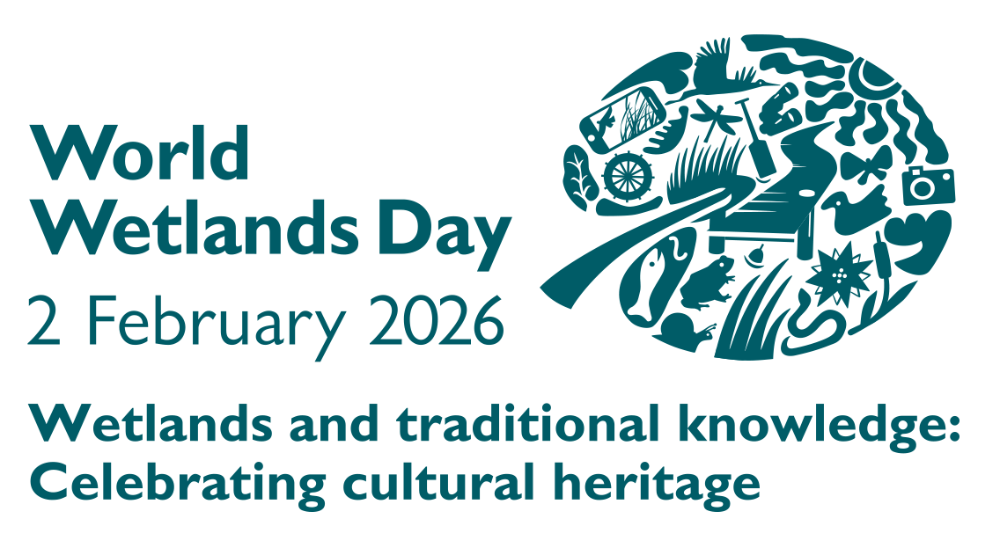 World
Wetlands Day
2 February 2026
Wetlands and traditional knowledge:
Celebrating cultural heritage